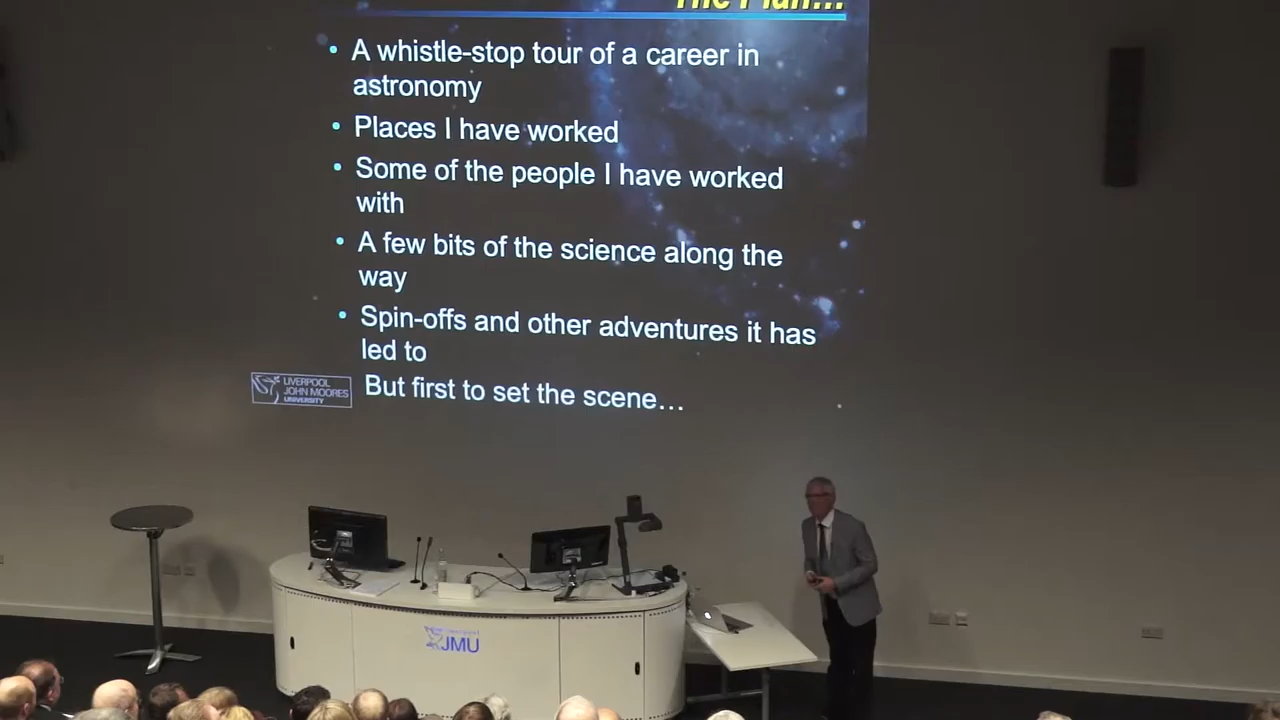 The Plan...
• A whistle-stop tour of a career in
astronomy
• Places I have worked
• Some of the people I have worked
with
• A few bits of the science along the
way
• Spin-offs and other adventures it has
led to
But first to set the scene…
LIVERPOOL
JOHN MOORES
UNIVERSITY
JMU